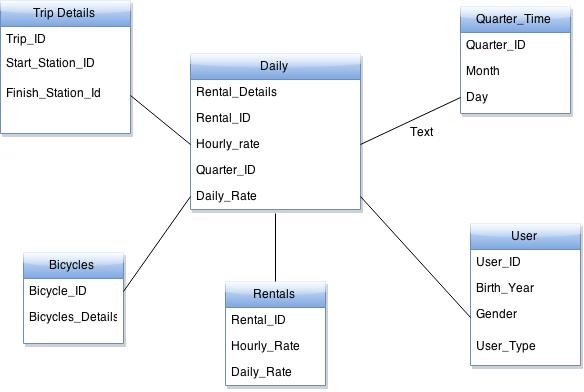 Trip Details
Trip_ID
Start_Station_ID
Finish_Station_Id
Quarter_Time
Quarter_ID
Month
Day
Daily
Rental_Details
Rental_ID
Hourly_rate
Quarter_ID
Daily_Rate
Text
Bicycles
Bicycle_ID
Bicycles_Details
Rentals
Rental_ID
Hourly_Rate
Daily_Rate
User
User_ID
Birth_Year
Gender
User_Type